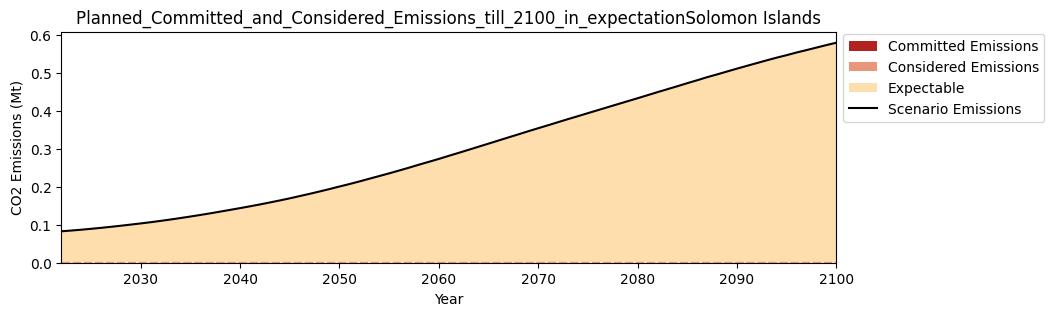 Planned_Committed_and_Considered_Emissions_till_2100_in_expectationSolomon Islands
0.6
0.5
0.4
0.3
0.2
0.1
0.0
CO2 Emissions (Mt)
2030 2040 2050 2060 2070 2080 2090 2100
Year
Committed Emissions
Considered Emissions
Expectable
Scenario Emissions